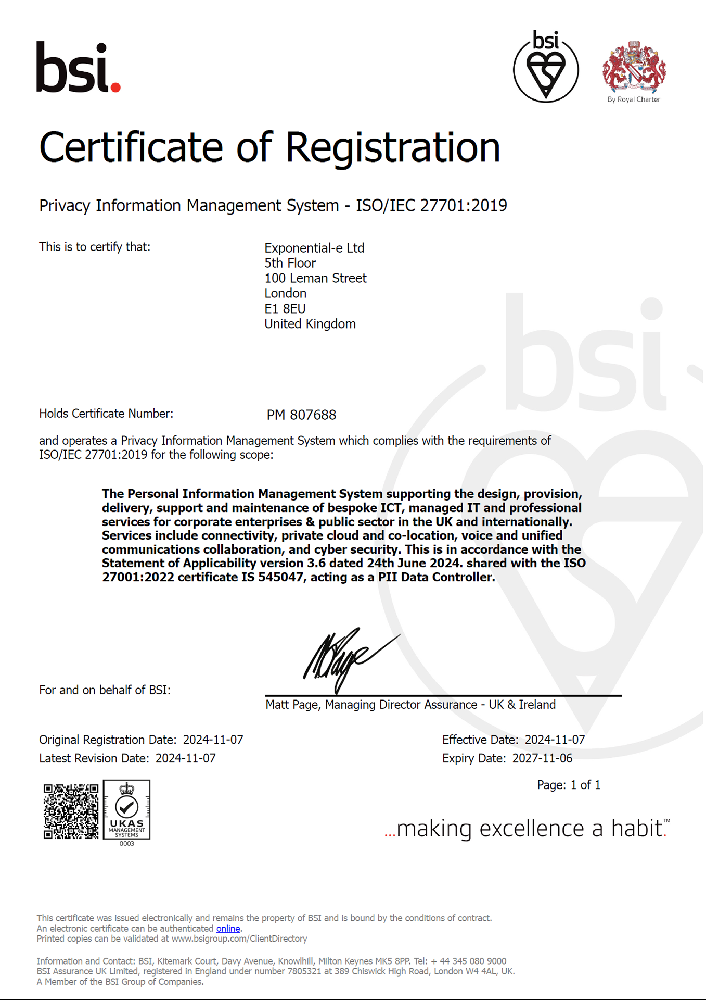 bsi.
bsi
By Royal Charter
Certificate of Registration
Privacy Information Management System - ISO/IEC 27701:2019
This is to certify that:
Exponential-e Ltd
5th Floor
100 Leman Street
London
E1 8EU
United Kingdom
bsi
Holds Certificate Number:
PM 807688
and operates a Privacy Information Management System which complies with the requirements of
ISO/IEC 27701:2019 for the following scope:
The Personal Information Management System supporting the design, provision,
delivery, support and maintenance of bespoke ICT, managed IT and professional
services for corporate enterprises & public sector in the UK and internationally.
Services include connectivity, private cloud and co-location, voice and unified
communications collaboration, and cyber security. This is in accordance with the
Statement of Applicability version 3.6 dated 24th June 2024. shared with the ISO
27001:2022 certificate IS 545047, acting as a PII Data Controller.
For and on behalf of BSI:
Matt Page, Managing Director Assurance - UK & Ireland
Original Registration Date: 2024-11-07
Effective Date: 2024-11-07
Latest Revision Date: 2024-11-07
Expiry Date: 2027-11-06
Page: 1 of 1
UKAS
MANAGEMENT
SYSTEMS
0003
...making excellence a habit.™
This certificate was issued electronically and remains the property of BSI and is bound by the conditions of contract.
An electronic certificate can be authenticated online.
Printed copies can be validated at www.bsigroup.com/ClientDirectory
Information and Contact: BSI, Kitemark Court, Davy Avenue, Knowlhill, Milton Keynes MK5 8PP. Tel: + 44 345 080 9000
BSI Assurance UK Limited, registered in England under number 7805321 at 389 Chiswick High Road, London W4 4AL, UK.
A Member of the BSI Group of Companies.